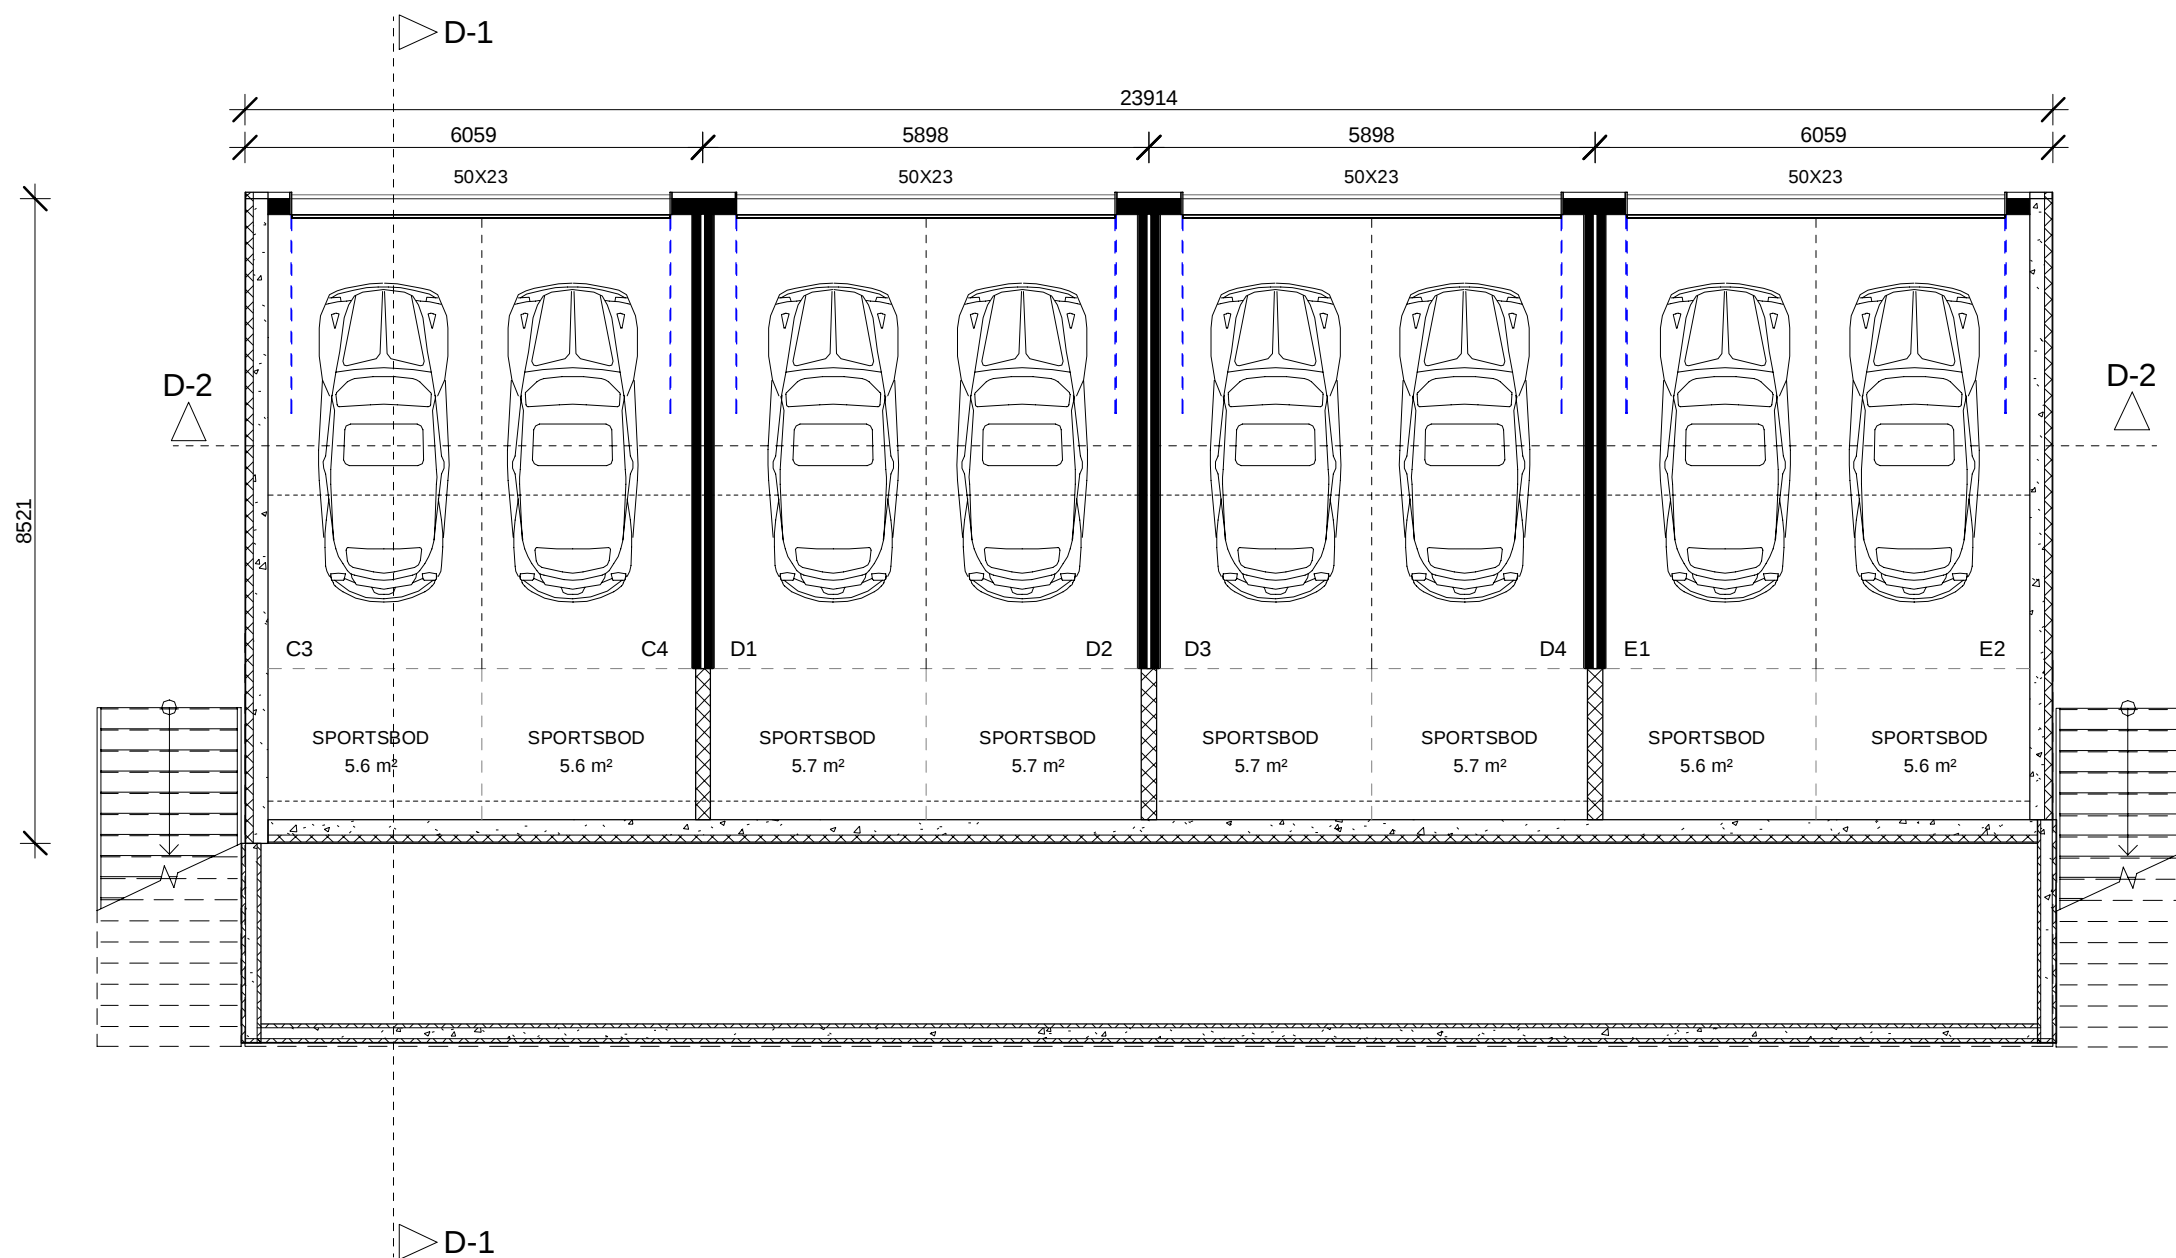 D-1
23914
6059 5898 5898 6059
50X23 50X23 50X23 50X23
D-2 D-2
8521
C3 C4 D1 D2 D3 D4 E1 E2
SPORTSBOD SPORTSBOD SPORTSBOD SPORTSBOD SPORTSBOD SPORTSBOD SPORTSBOD SPORTSBOD
5.6 m² 5.6 m² 5.7 m² 5.7 m² 5.7 m² 5.7 m² 5.6 m² 5.6 m²
D-1